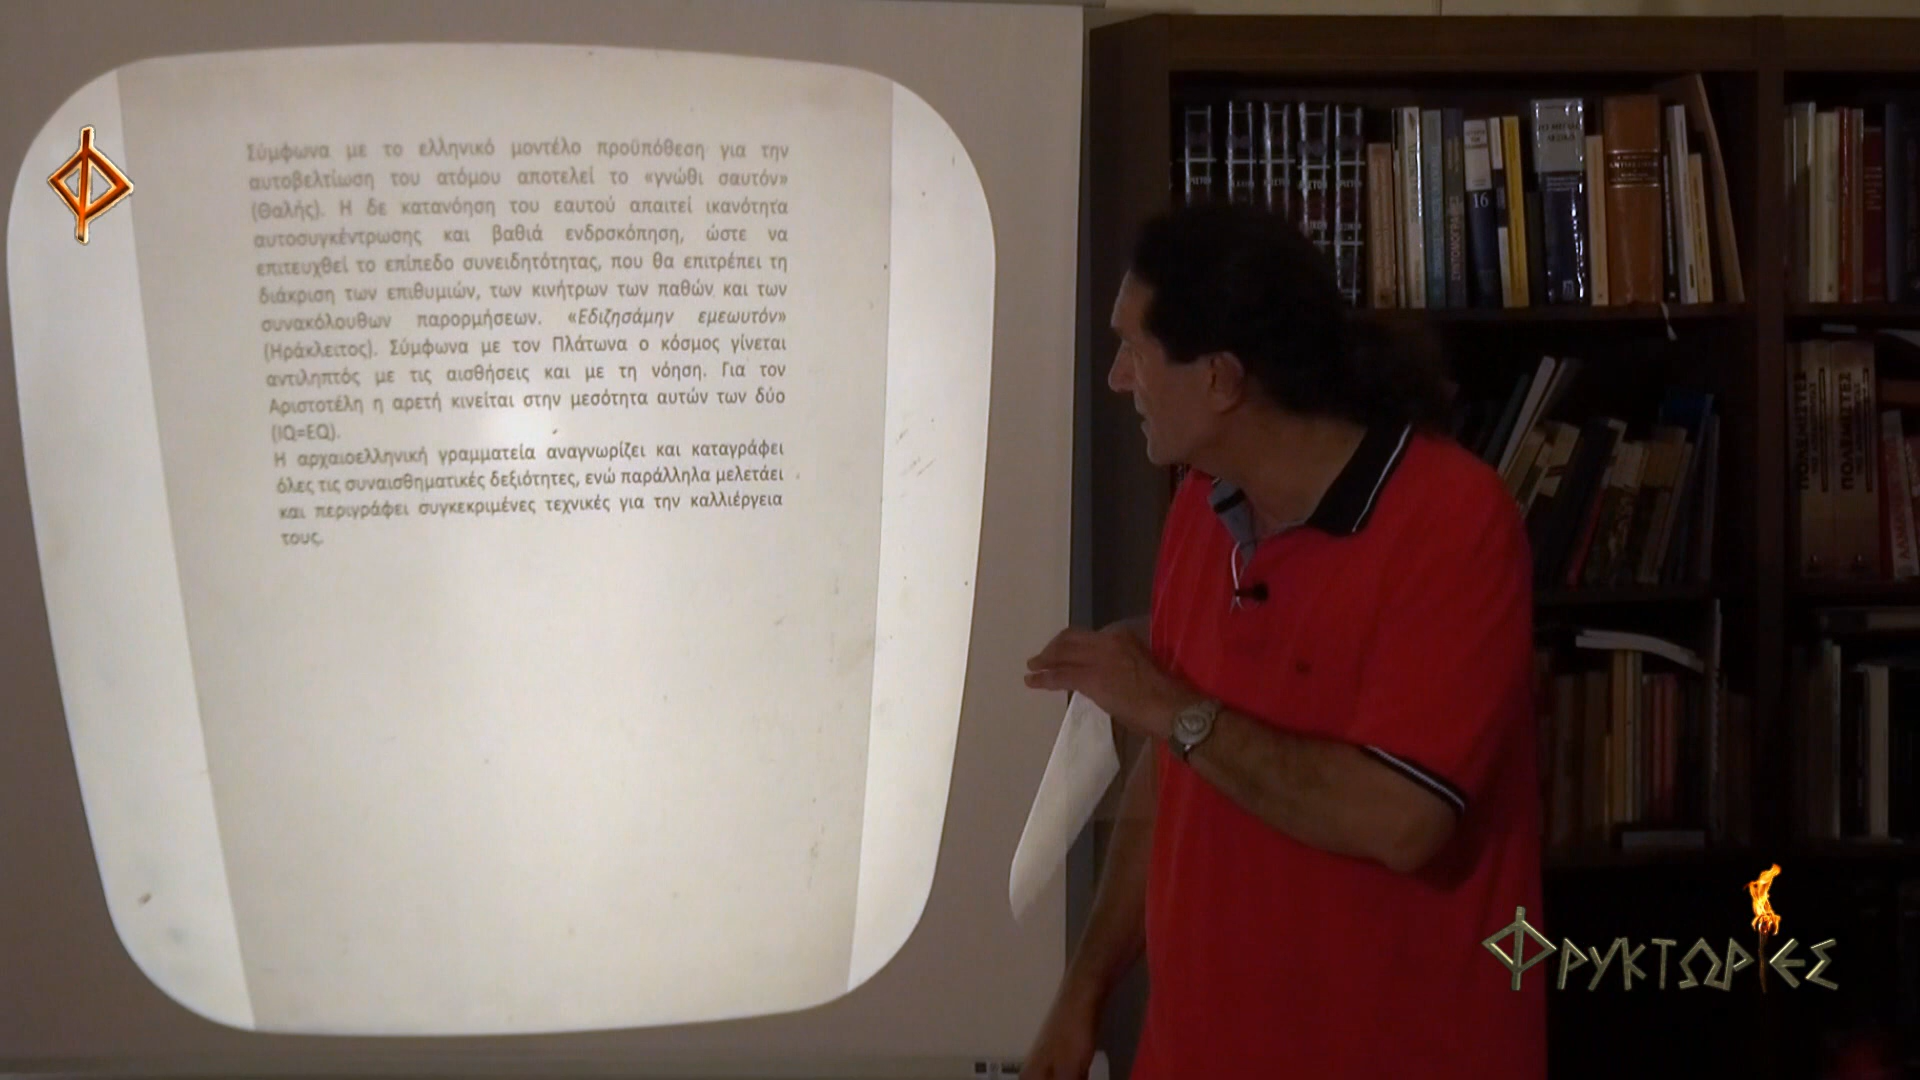 Σύμφωνα με το ελληνικό μοντέλο προϋπόθεση για την
αυτοβελτίωση του ατόμου αποτελεί το «γνώθι σαυτόν»
(Θαλής). Η δε κατανόηση του εαυτού απαιτεί ικανότητα
αυτοσυγκέντρωσης και βαθιά ενδοσκόπηση, ώστε να
επιτευχθεί το επίπεδο συνειδητότητας, που θα επιτρέπει τη
διάκριση των επιθυμιών, των κινήτρων των παθών και των
συνακόλουθων παρορμήσεων. «Εδιζησάμην εμεωυτόν»
(Ηράκλειτος). Σύμφωνα με τον Πλάτωνα ο κόσμος γίνεται
αντιληπτός με τις αισθήσεις και με τη νόηση. Για τον
Αριστοτέλη η αρετή κινείται στην μεσότητα αυτών των δύο
(IQ=EQ).
Η αρχαιοελληνική γραμματεία αναγνωρίζει και καταγράφει
όλες τις συναισθηματικές δεξιότητες, ενώ παράλληλα μελετάει
και περιγράφει συγκεκριμένες τεχνικές για την καλλιέργεια
τους.
16
ΦΡΥΚΤΩΡΙΕΣ